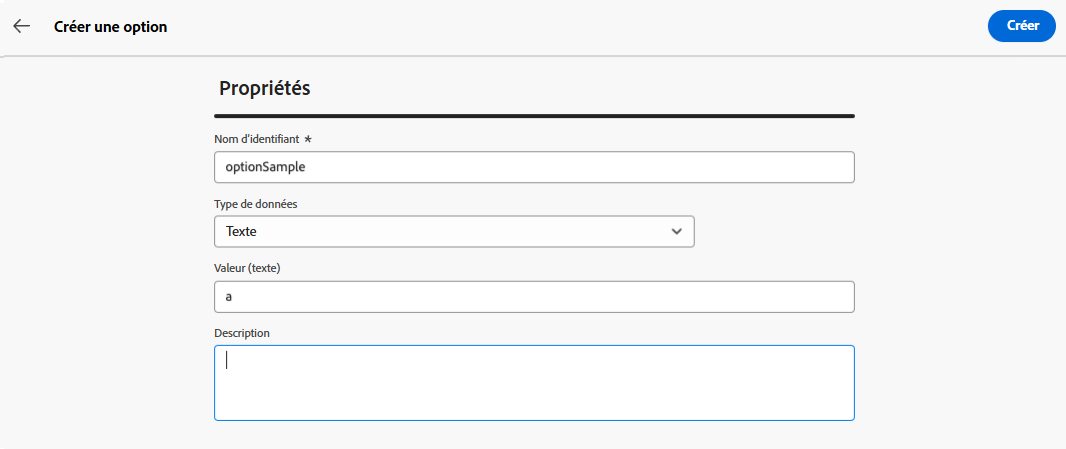 Créer une option
Créer
Propriétés
Nom d'identifiant *
optionSample
Type de données
Texte
Valeur (texte)
a
Description